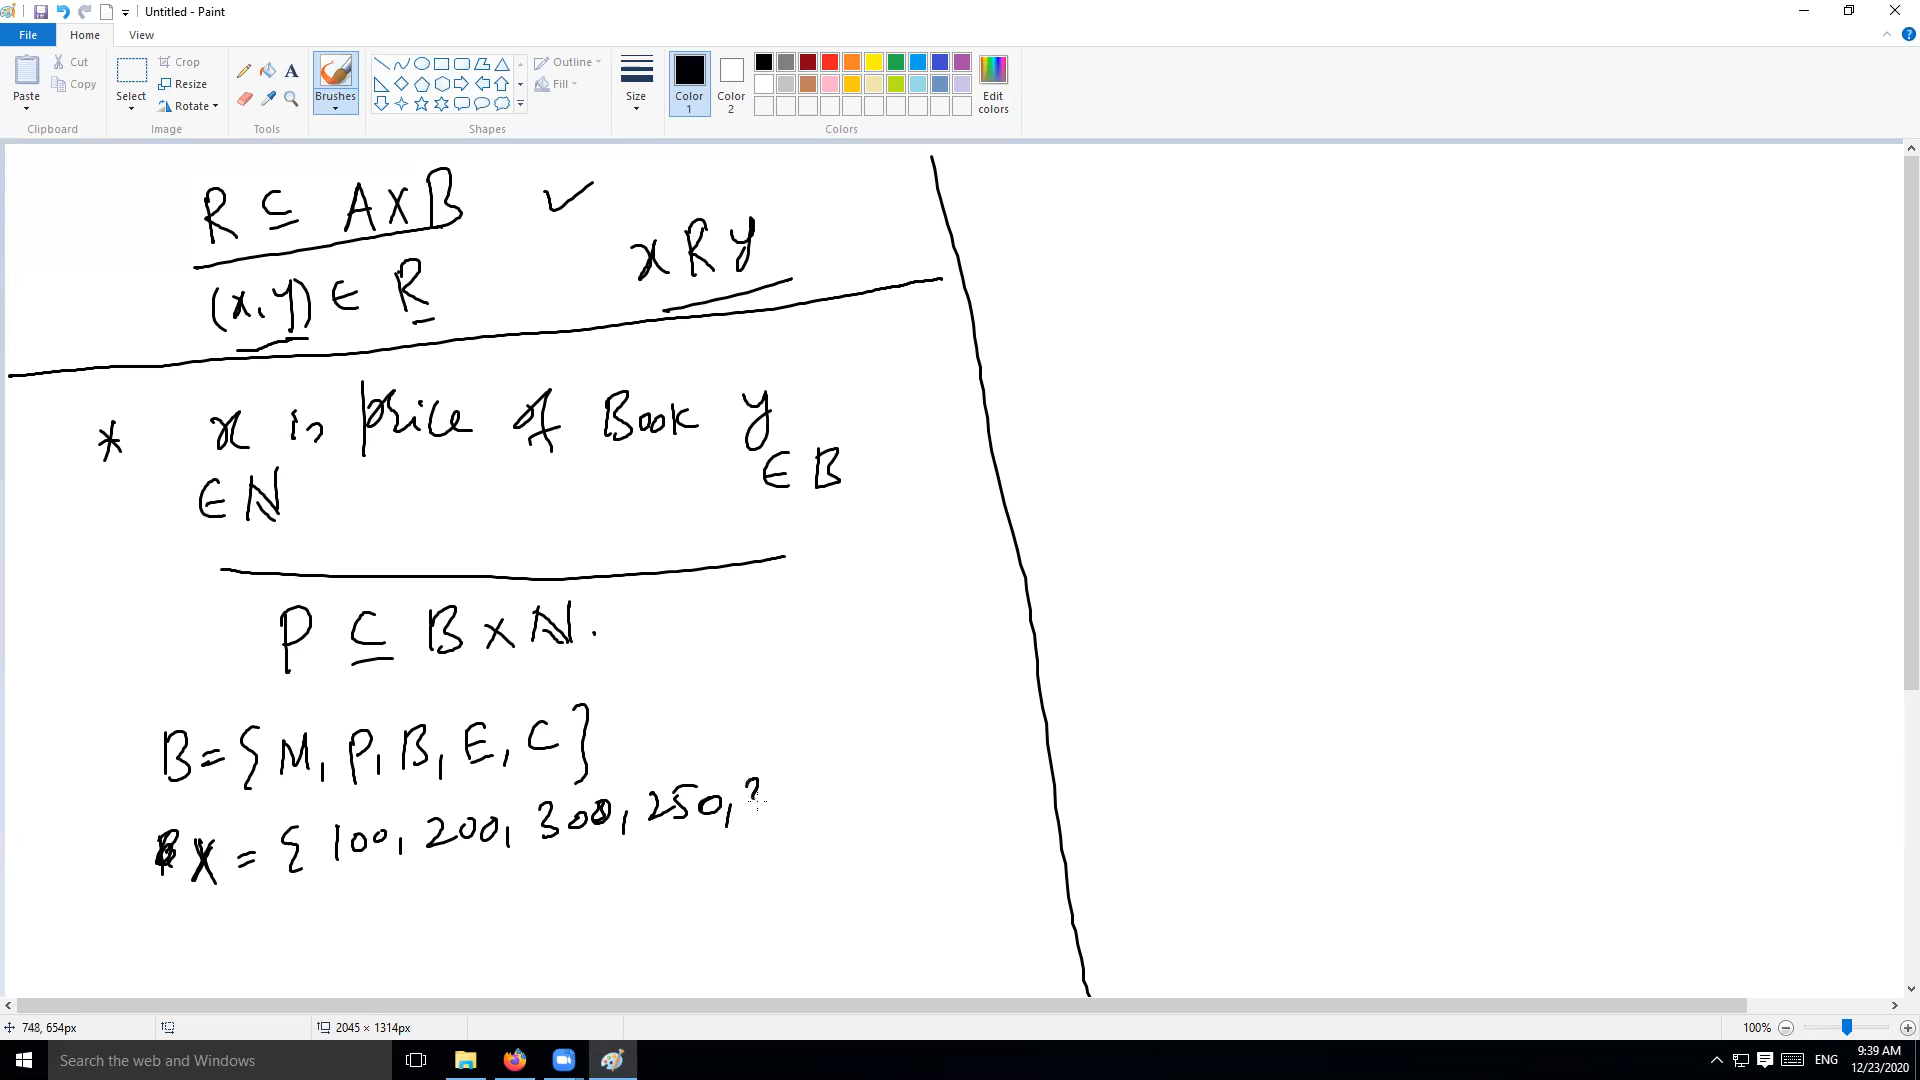 Untitled - Paint
File Home View
Paste Cut Copy
Clipboard
Select Crop Resize Rotate
Image
Tools
Brushes
Shapes
Outline Fill
Size
Color 1
Color 2
Edit colors
Colors
R ⊆ A X B ✓
(x, y) ∈ R
x R y
* x is price of Book y
∈ N
∈ B
P ⊆ B x N.
B = { M, P, B, E, C }
X = { 100, 200, 300, 250,
748, 654px
2045 × 1314px
100%
Search the web and Windows
ENG
9:39 AM
12/23/2020